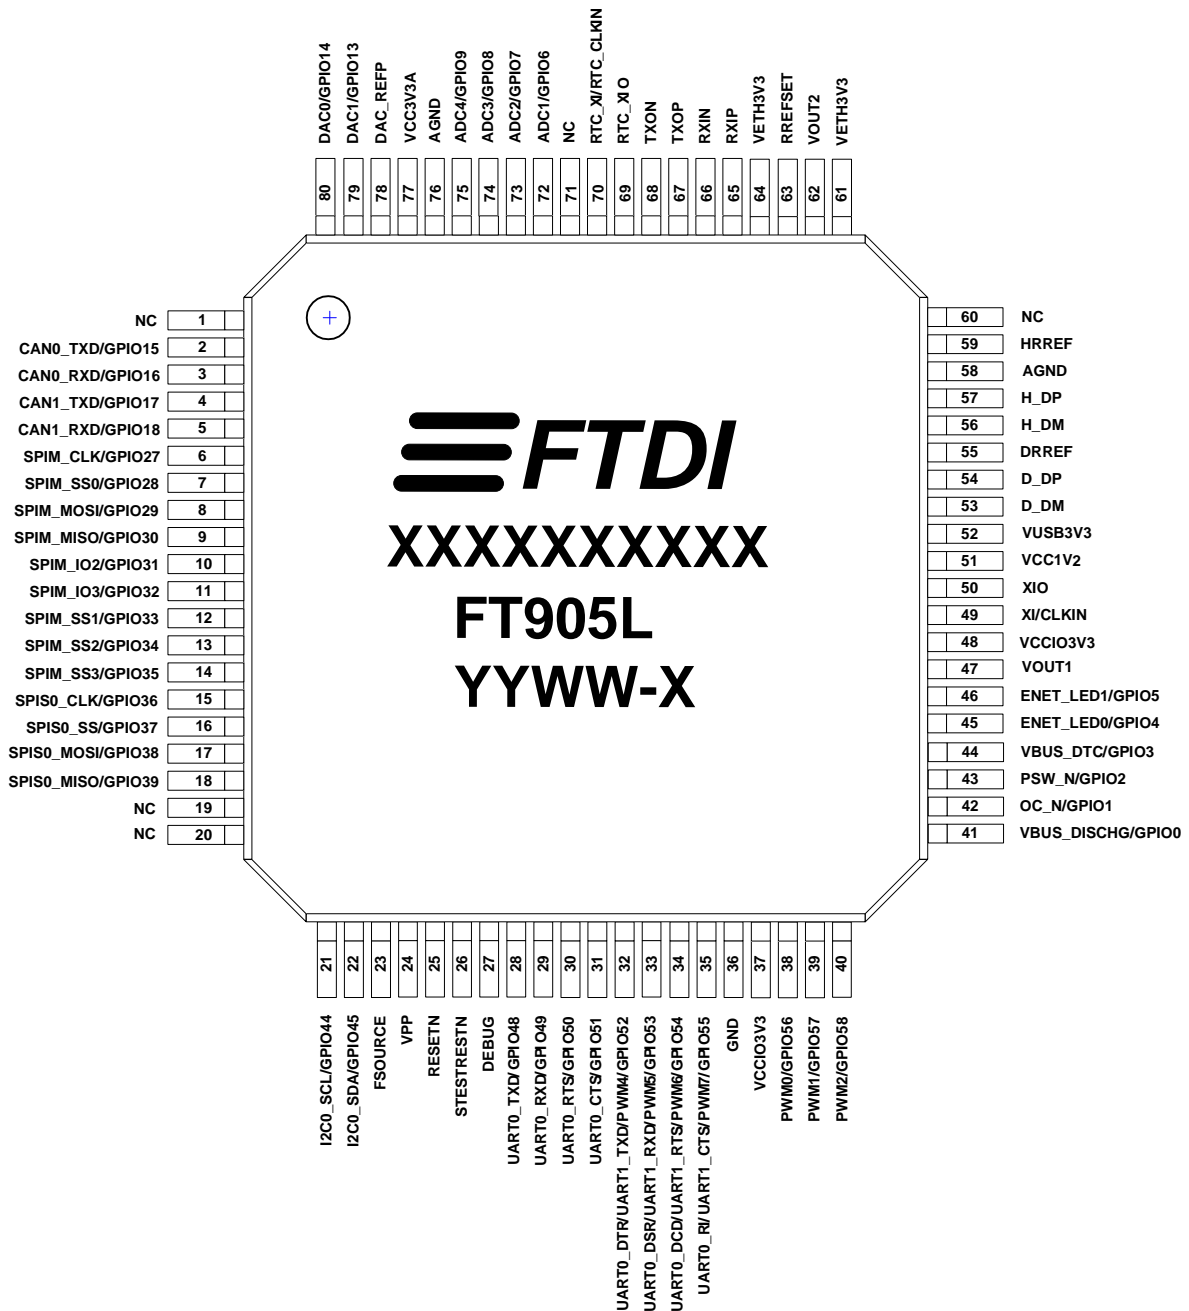 DAC0/GPIO14
DAC1/GPIO13
DAC_REFP
VCC3V3A
AGND
ADC4/GPIO9
ADC3/GPIO8
ADC2/GPIO7
ADC1/GPIO6
NC
RTC_XI/RTC_CLKIN
RTC_XIO
TXON
TXOP
RXIN
RXIP
VETH3V3
RREFSET
VOUT2
VETH3V3
80 79 78 77 76 75 74 73 72 71 70 69 68 67 66 65 64 63 62 61
NC 1
CAN0_TXD/GPIO15 2
CAN0_RXD/GPIO16 3
CAN1_TXD/GPIO17 4
CAN1_RXD/GPIO18 5
SPIM_CLK/GPIO27 6
SPIM_SS0/GPIO28 7
SPIM_MOSI/GPIO29 8
SPIM_MISO/GPIO30 9
SPIM_IO2/GPIO31 10
SPIM_IO3/GPIO32 11
SPIM_SS1/GPIO33 12
SPIM_SS2/GPIO34 13
SPIM_SS3/GPIO35 14
SPIS0_CLK/GPIO36 15
SPIS0_SS/GPIO37 16
SPIS0_MOSI/GPIO38 17
SPIS0_MISO/GPIO39 18
NC 19
NC 20
FTDI
XXXXXXXXXX
FT905L
YYWW-X
60 NC
59 HRREF
58 AGND
57 H_DP
56 H_DM
55 DRREF
54 D_DP
53 D_DM
52 VUSB3V3
51 VCC1V2
50 XIO
49 XI/CLKIN
48 VCCIO3V3
47 VOUT1
46 ENET_LED1/GPIO5
45 ENET_LED0/GPIO4
44 VBUS_DTC/GPIO3
43 PSW_N/GPIO2
42 OC_N/GPIO1
41 VBUS_DISCHG/GPIO0
21 22 23 24 25 26 27 28 29 30 31 32 33 34 35 36 37 38 39 40
I2C0_SCL/GPIO44
I2C0_SDA/GPIO45
FSOURCE
VPP
RESETN
STESTRESTN
DEBUG
UART0_TXD/GPIO48
UART0_RXD/GPIO49
UART0_RTS/GPIO50
UART0_CTS/GPIO51
UART0_DTR/UART1_TXD/PWM4/GPIO52
UART0_DSR/UART1_RXD/PWM5/GPIO53
UART0_DCD/UART1_RTS/PWM6/GPIO54
UART0_RI/UART1_CTS/PWM7/GPIO55
GND
VCCIO3V3
PWM0/GPIO56
PWM1/GPIO57
PWM2/GPIO58